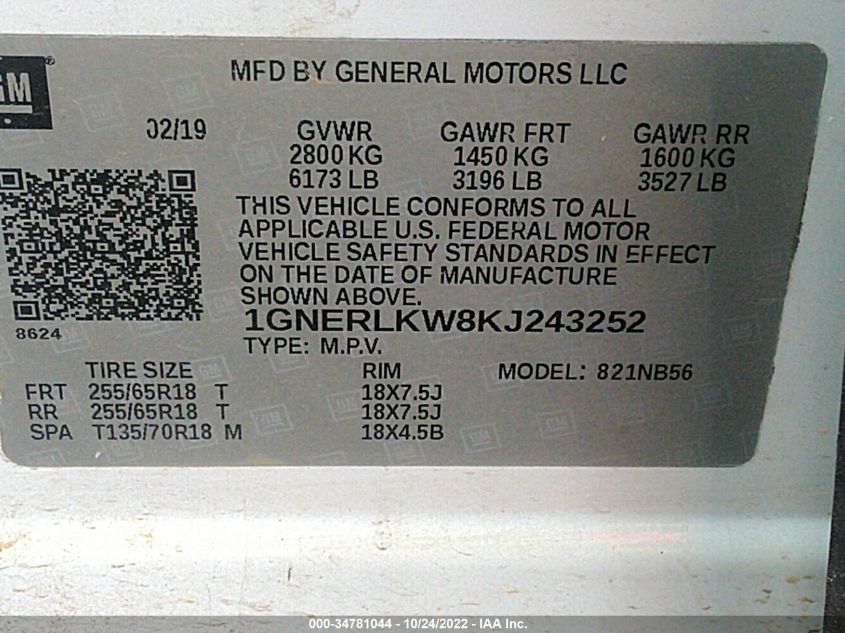 GM
®
MFD BY GENERAL MOTORS LLC
02/19 GVWR GAWR FRT GAWR RR
2800 KG 1450 KG 1600 KG
6173 LB 3196 LB 3527 LB
THIS VEHICLE CONFORMS TO ALL
APPLICABLE U.S. FEDERAL MOTOR
VEHICLE SAFETY STANDARDS IN EFFECT
ON THE DATE OF MANUFACTURE
SHOWN ABOVE.
8624
1GNERLKW8KJ243252
TYPE: M.P.V.
TIRE SIZE RIM MODEL: 821NB56
FRT 255/65R18 T 18X7.5J
RR 255/65R18 T 18X7.5J
SPA T135/70R18 M 18X4.5B
000-34781044 / 10/24/2022 - IAA Inc.